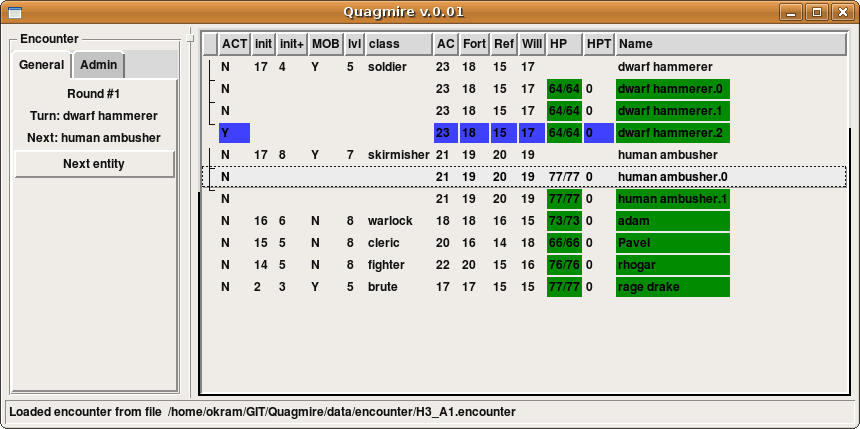 Quagmire v.0.01
Encounter
General Admin
Round #1
Turn: dwarf hammerer
Next: human ambusher
Next entity
ACT init init+ MOB lvl class AC Fort Ref Will HP HPT Name
N 17 4 Y 5 soldier 23 18 15 17 dwarf hammerer
N 23 18 15 17 64/64 0 dwarf hammerer.0
N 23 18 15 17 64/64 0 dwarf hammerer.1
Y 23 18 15 17 64/64 0 dwarf hammerer.2
N 17 8 Y 7 skirmisher 21 19 20 19 human ambusher
N 21 19 20 19 77/77 0 human ambusher.0
N 21 19 20 19 77/77 0 human ambusher.1
N 16 6 N 8 warlock 18 18 16 15 73/73 0 adam
N 15 5 N 8 cleric 20 16 14 18 66/66 0 Pavel
N 14 5 N 8 fighter 22 20 15 16 76/76 0 rhogar
N 2 3 Y 5 brute 17 17 15 15 77/77 0 rage drake
Loaded encounter from file /home/okram/GIT/Quagmire/data/encounter/H3_A1.encounter